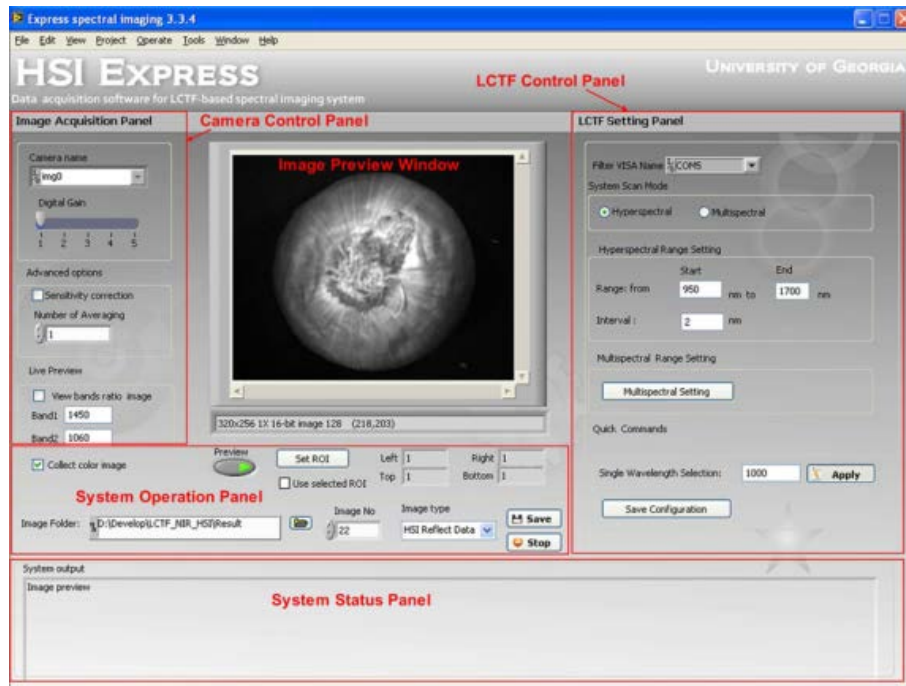 Express spectral imaging 3.3.4
File Edit View Project Operate Tools Window Help
HSI EXPRESS
UNIVERSITY OF GEORGIA
Data acquisition software for LCTF-based spectral imaging system
LCTF Control Panel
Image Acquisition Panel
Camera Control Panel
LCTF Setting Panel
Camera name
img0
Digital Gain
1 2 3 4 5
Advanced options
Sensitivity correction
Number of Averaging
1
Live Preview
View bands ratio image
Band1 1450
Band2 1060
Image Preview Window
320x256 1X 16-bit image 128 (218,203)
Filter VISA Name COM5
System Scan Mode
Hyperspectral Multispectral
Hyperspectral Range Setting
Start End
Range: from 950 nm to 1700 nm
Interval : 2 nm
Multispectral Range Setting
Multispectral Setting
Quick Commands
Single Wavelength Selection: 1000 Apply
Save Configuration
Collect color image
Preview
Set ROI
Left 1 Right 1
Use selected ROI
Top 1 Bottom 1
System Operation Panel
Image Folder: D:\Develop\LCTF_NIR_HSI\Result
Image No
22
Image type
HSI Reflect Data
Save
Stop
System output
Image preview
System Status Panel